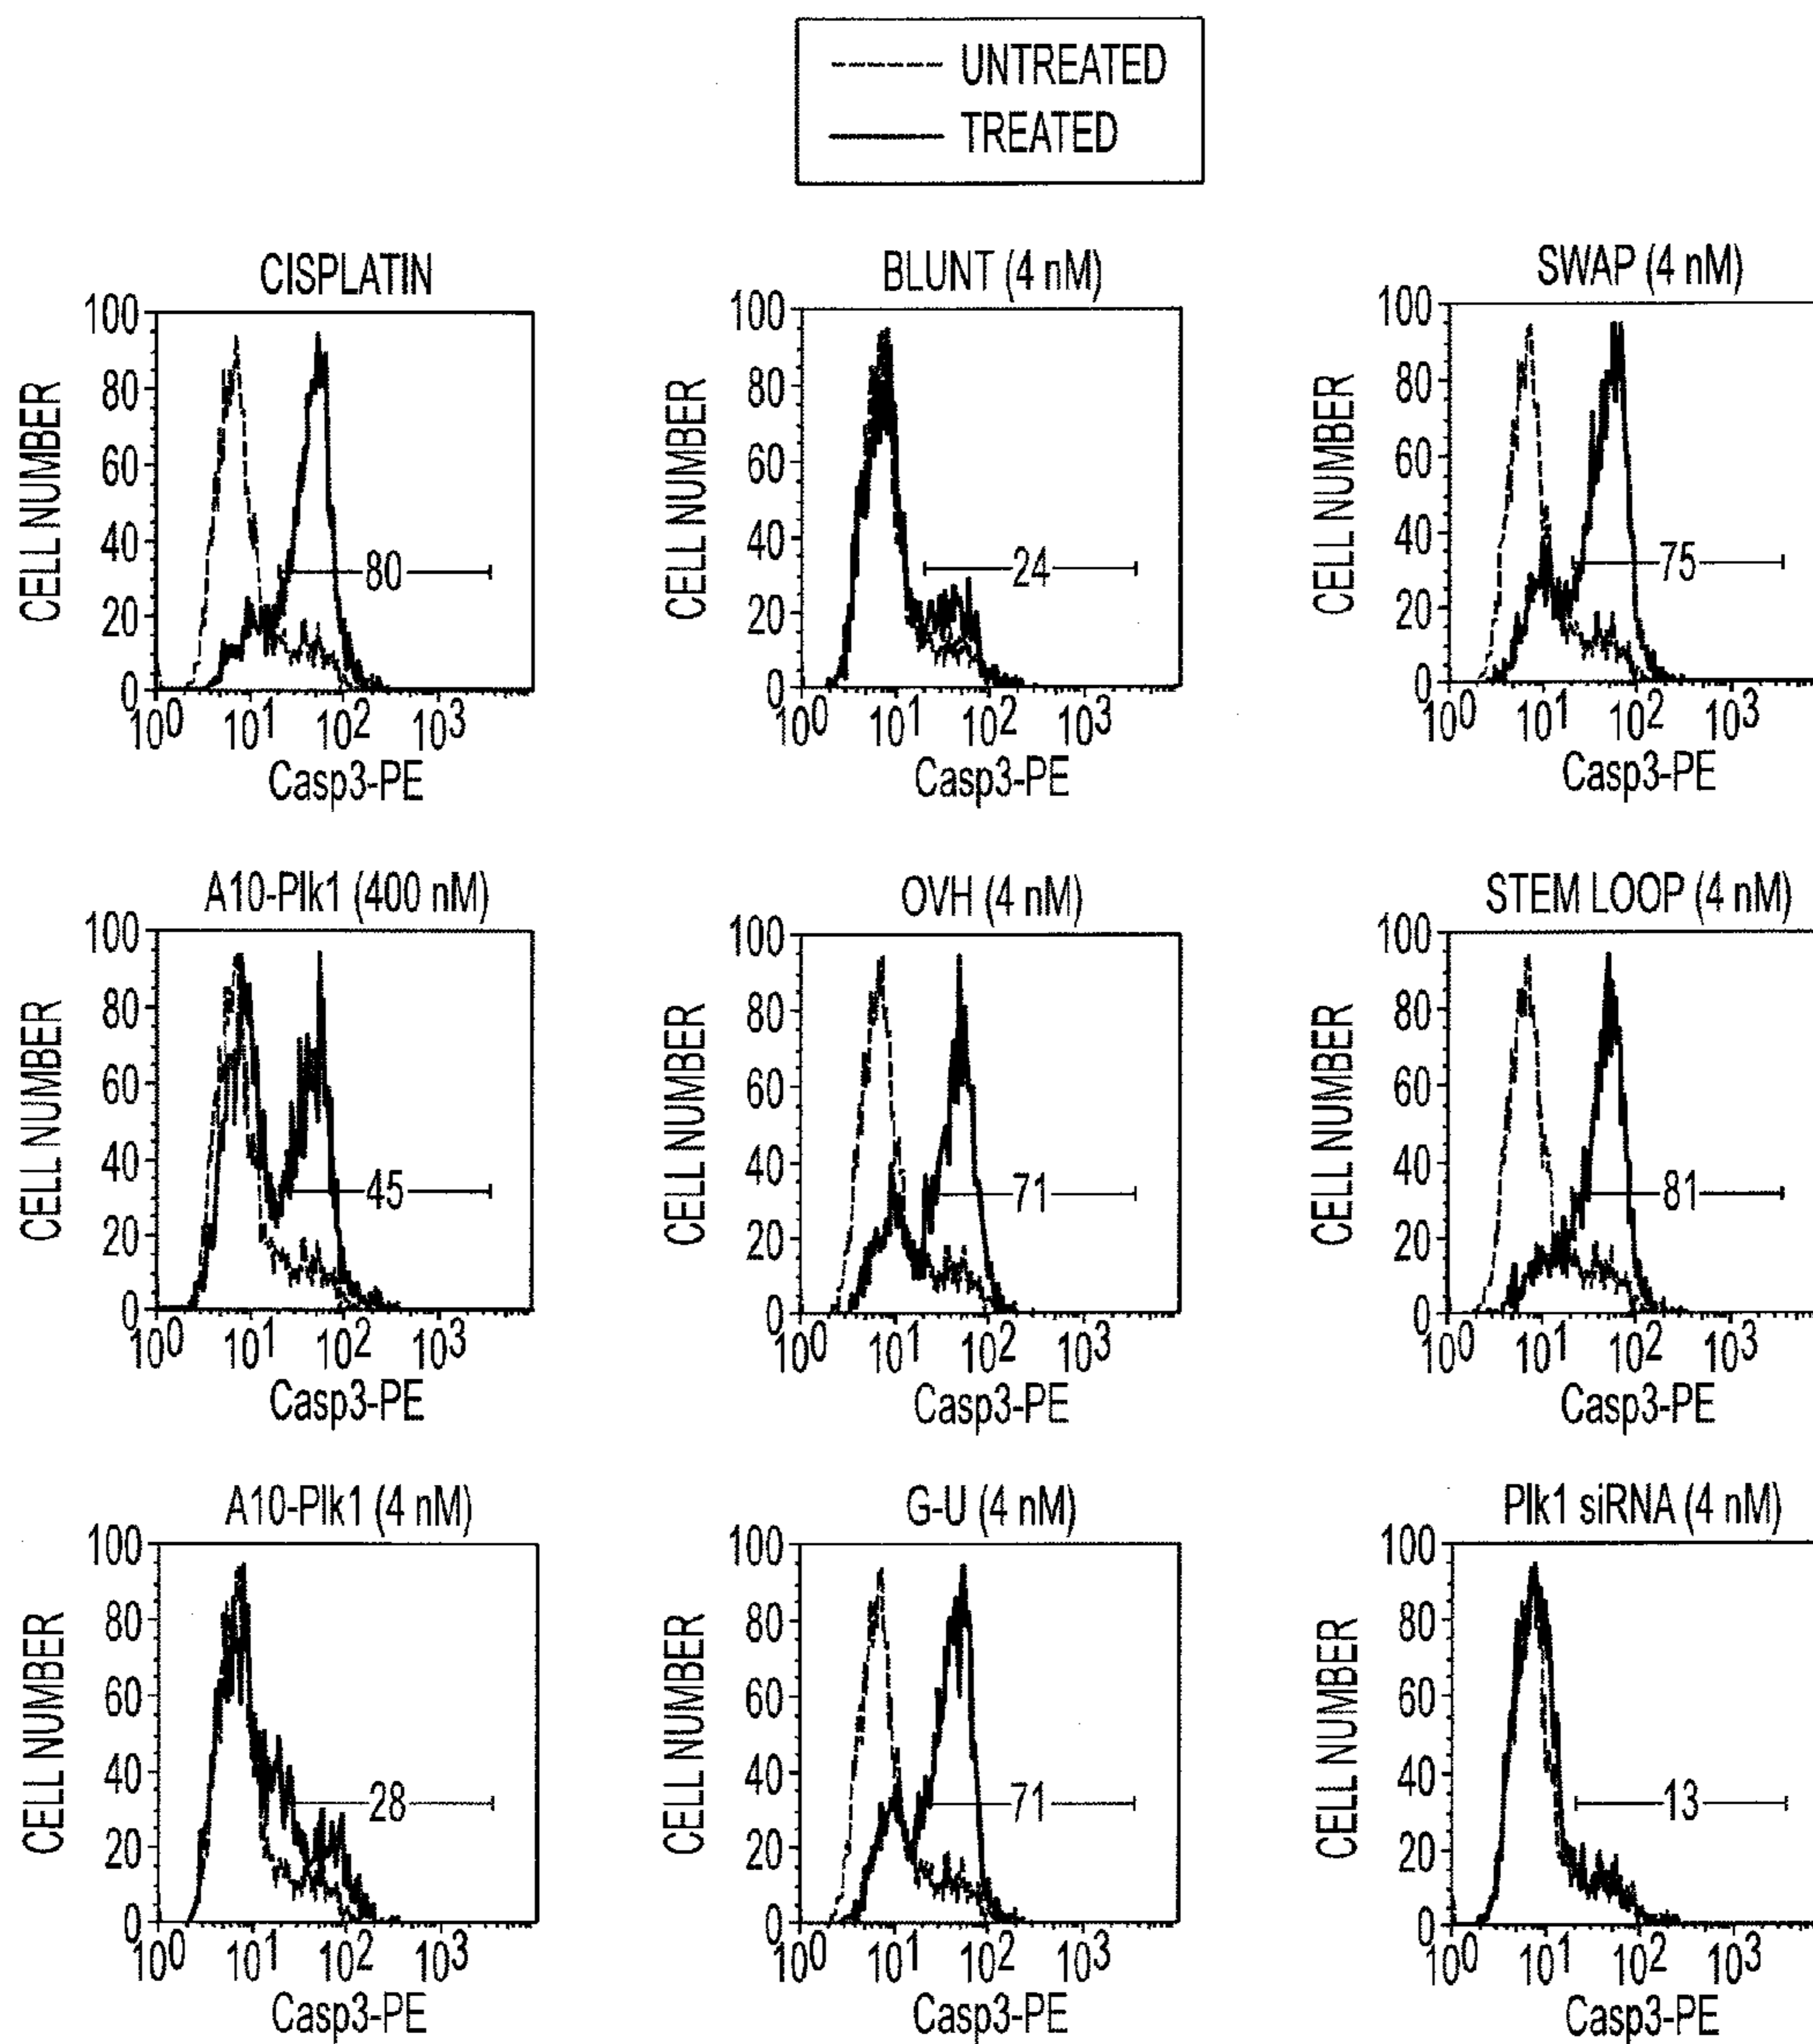 UNTREATED
TREATED
CISPLATIN
CELL NUMBER
100
80
60
40
20
0
80
10^0 10^1 10^2 10^3
Casp3-PE
BLUNT (4 nM)
CELL NUMBER
100
80
60
40
20
0
24
10^0 10^1 10^2 10^3
Casp3-PE
SWAP (4 nM)
CELL NUMBER
100
80
60
40
20
0
75
10^0 10^1 10^2 10^3
Casp3-PE
A10-Plk1 (400 nM)
CELL NUMBER
100
80
60
40
20
0
45
10^0 10^1 10^2 10^3
Casp3-PE
OVH (4 nM)
CELL NUMBER
100
80
60
40
20
0
71
10^0 10^1 10^2 10^3
Casp3-PE
STEM LOOP (4 nM)
CELL NUMBER
100
80
60
40
20
0
81
10^0 10^1 10^2 10^3
Casp3-PE
A10-Plk1 (4 nM)
CELL NUMBER
100
80
60
40
20
0
28
10^0 10^1 10^2 10^3
Casp3-PE
G-U (4 nM)
CELL NUMBER
100
80
60
40
20
0
71
10^0 10^1 10^2 10^3
Casp3-PE
Plk1 siRNA (4 nM)
CELL NUMBER
100
80
60
40
20
0
13
10^0 10^1 10^2 10^3
Casp3-PE